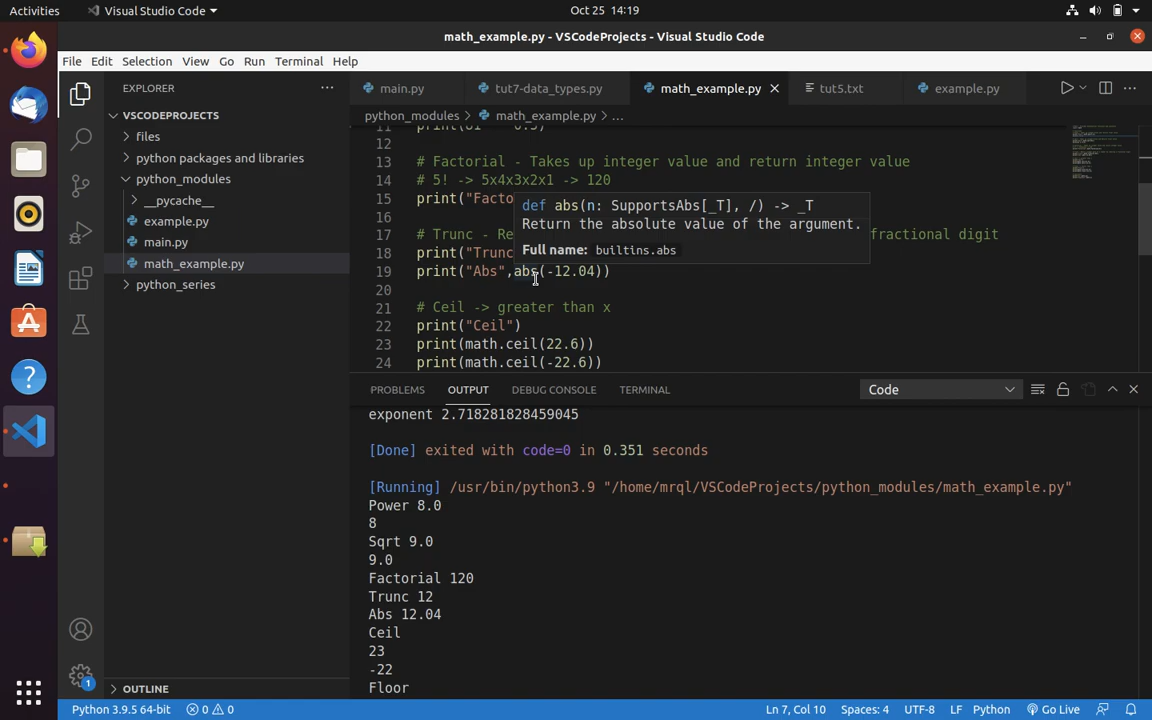 Activities
Visual Studio Code
Oct 25 14:19
math_example.py - VSCodeProjects - Visual Studio Code
File Edit Selection View Go Run Terminal Help
EXPLORER
VSCODEPROJECTS
files
python packages and libraries
python_modules
__pycache__
example.py
main.py
math_example.py
python_series
OUTLINE
main.py
tut7-data_types.py
math_example.py
tut5.txt
example.py
python_modules > math_example.py > ...
12
13 # Factorial - Takes up integer value and return integer value
14 # 5! -> 5x4x3x2x1 -> 120
15 print("Facto
16
17 # Trunc - Re fractional digit
18 print("Trunc
19 print("Abs",abs(-12.04))
20
21 # Ceil -> greater than x
22 print("Ceil")
23 print(math.ceil(22.6))
24 print(math.ceil(-22.6))
def abs(n: SupportsAbs[_T], /) -> _T
Return the absolute value of the argument.
Full name: builtins.abs
PROBLEMS OUTPUT DEBUG CONSOLE TERMINAL
Code
exponent 2.718281828459045
[Done] exited with code=0 in 0.351 seconds
[Running] /usr/bin/python3.9 "/home/mrql/VSCodeProjects/python_modules/math_example.py"
Power 8.0
8
Sqrt 9.0
9.0
Factorial 120
Trunc 12
Abs 12.04
Ceil
23
-22
Floor
1
Python 3.9.5 64-bit
0 0
Ln 7, Col 10
Spaces: 4
UTF-8
LF
Python
Go Live